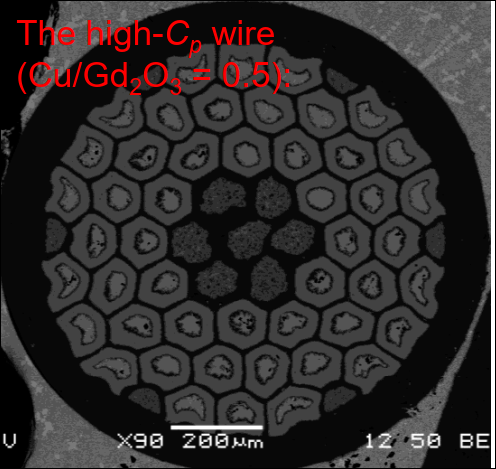 The high-Cp wire
(Cu/Gd2O3 = 0.5):
V X90 200µm 12 50 BE